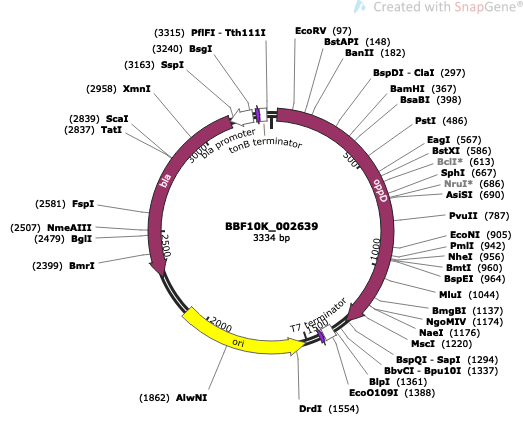 Created with SnapGene®
(3315) PflFI - Tth111I
(3240) BsgI
(3163) SspI
(2958) XmnI
(2839) ScaI
(2837) TatI
(2581) FspI
(2507) NmeAIII
(2479) BglI
(2399) BmrI
(1862) AlwNI
EcoRV (97)
BstAPI (148)
BanII (182)
BspDI - ClaI (297)
BamHI (367)
BsaBI (398)
PstI (486)
EagI (567)
BstXI (586)
BclI* (613)
SphI (667)
NruI* (686)
AsiSI (690)
PvuII (787)
EcoNI (905)
PmlI (942)
NheI (956)
BmtI (960)
BspEI (964)
MluI (1044)
BmgBI (1137)
NgoMIV (1174)
NaeI (1176)
MscI (1220)
BspQI - SapI (1294)
BbvCI - Bpu10I (1337)
BlpI (1361)
EcoO109I (1388)
DrdI (1554)
bla promoter
tonB terminator
bla
oppD
T7 terminator
ori
500
1000
1500
2000
2500
3000
BBF10K_002639
3334 bp